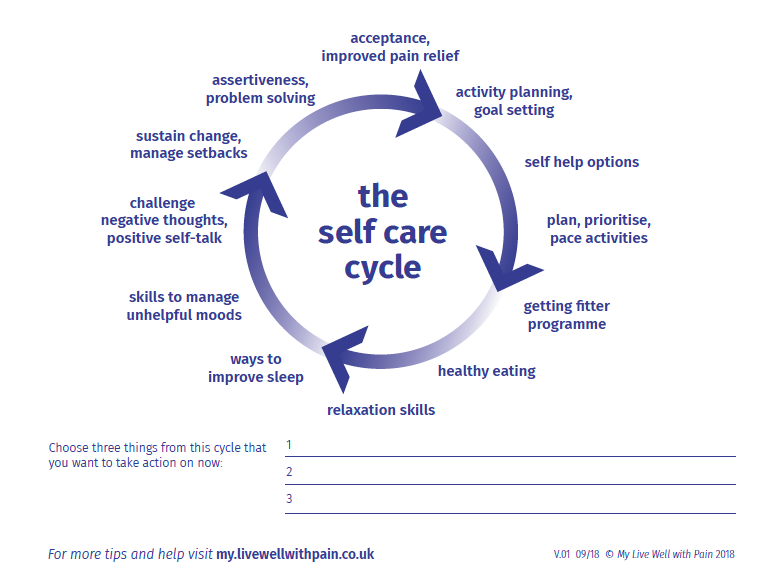 acceptance,
improved pain relief
activity planning,
goal setting
self help options
plan, prioritise,
pace activities
getting fitter
programme
healthy eating
relaxation skills
ways to
improve sleep
skills to manage
unhelpful moods
challenge
negative thoughts,
positive self-talk
sustain change,
manage setbacks
assertiveness,
problem solving
the
self care
cycle
Choose three things from this cycle that
you want to take action on now:
1
2
3
For more tips and help visit my.livewellwithpain.co.uk
V.01 09/18 © My Live Well with Pain 2018